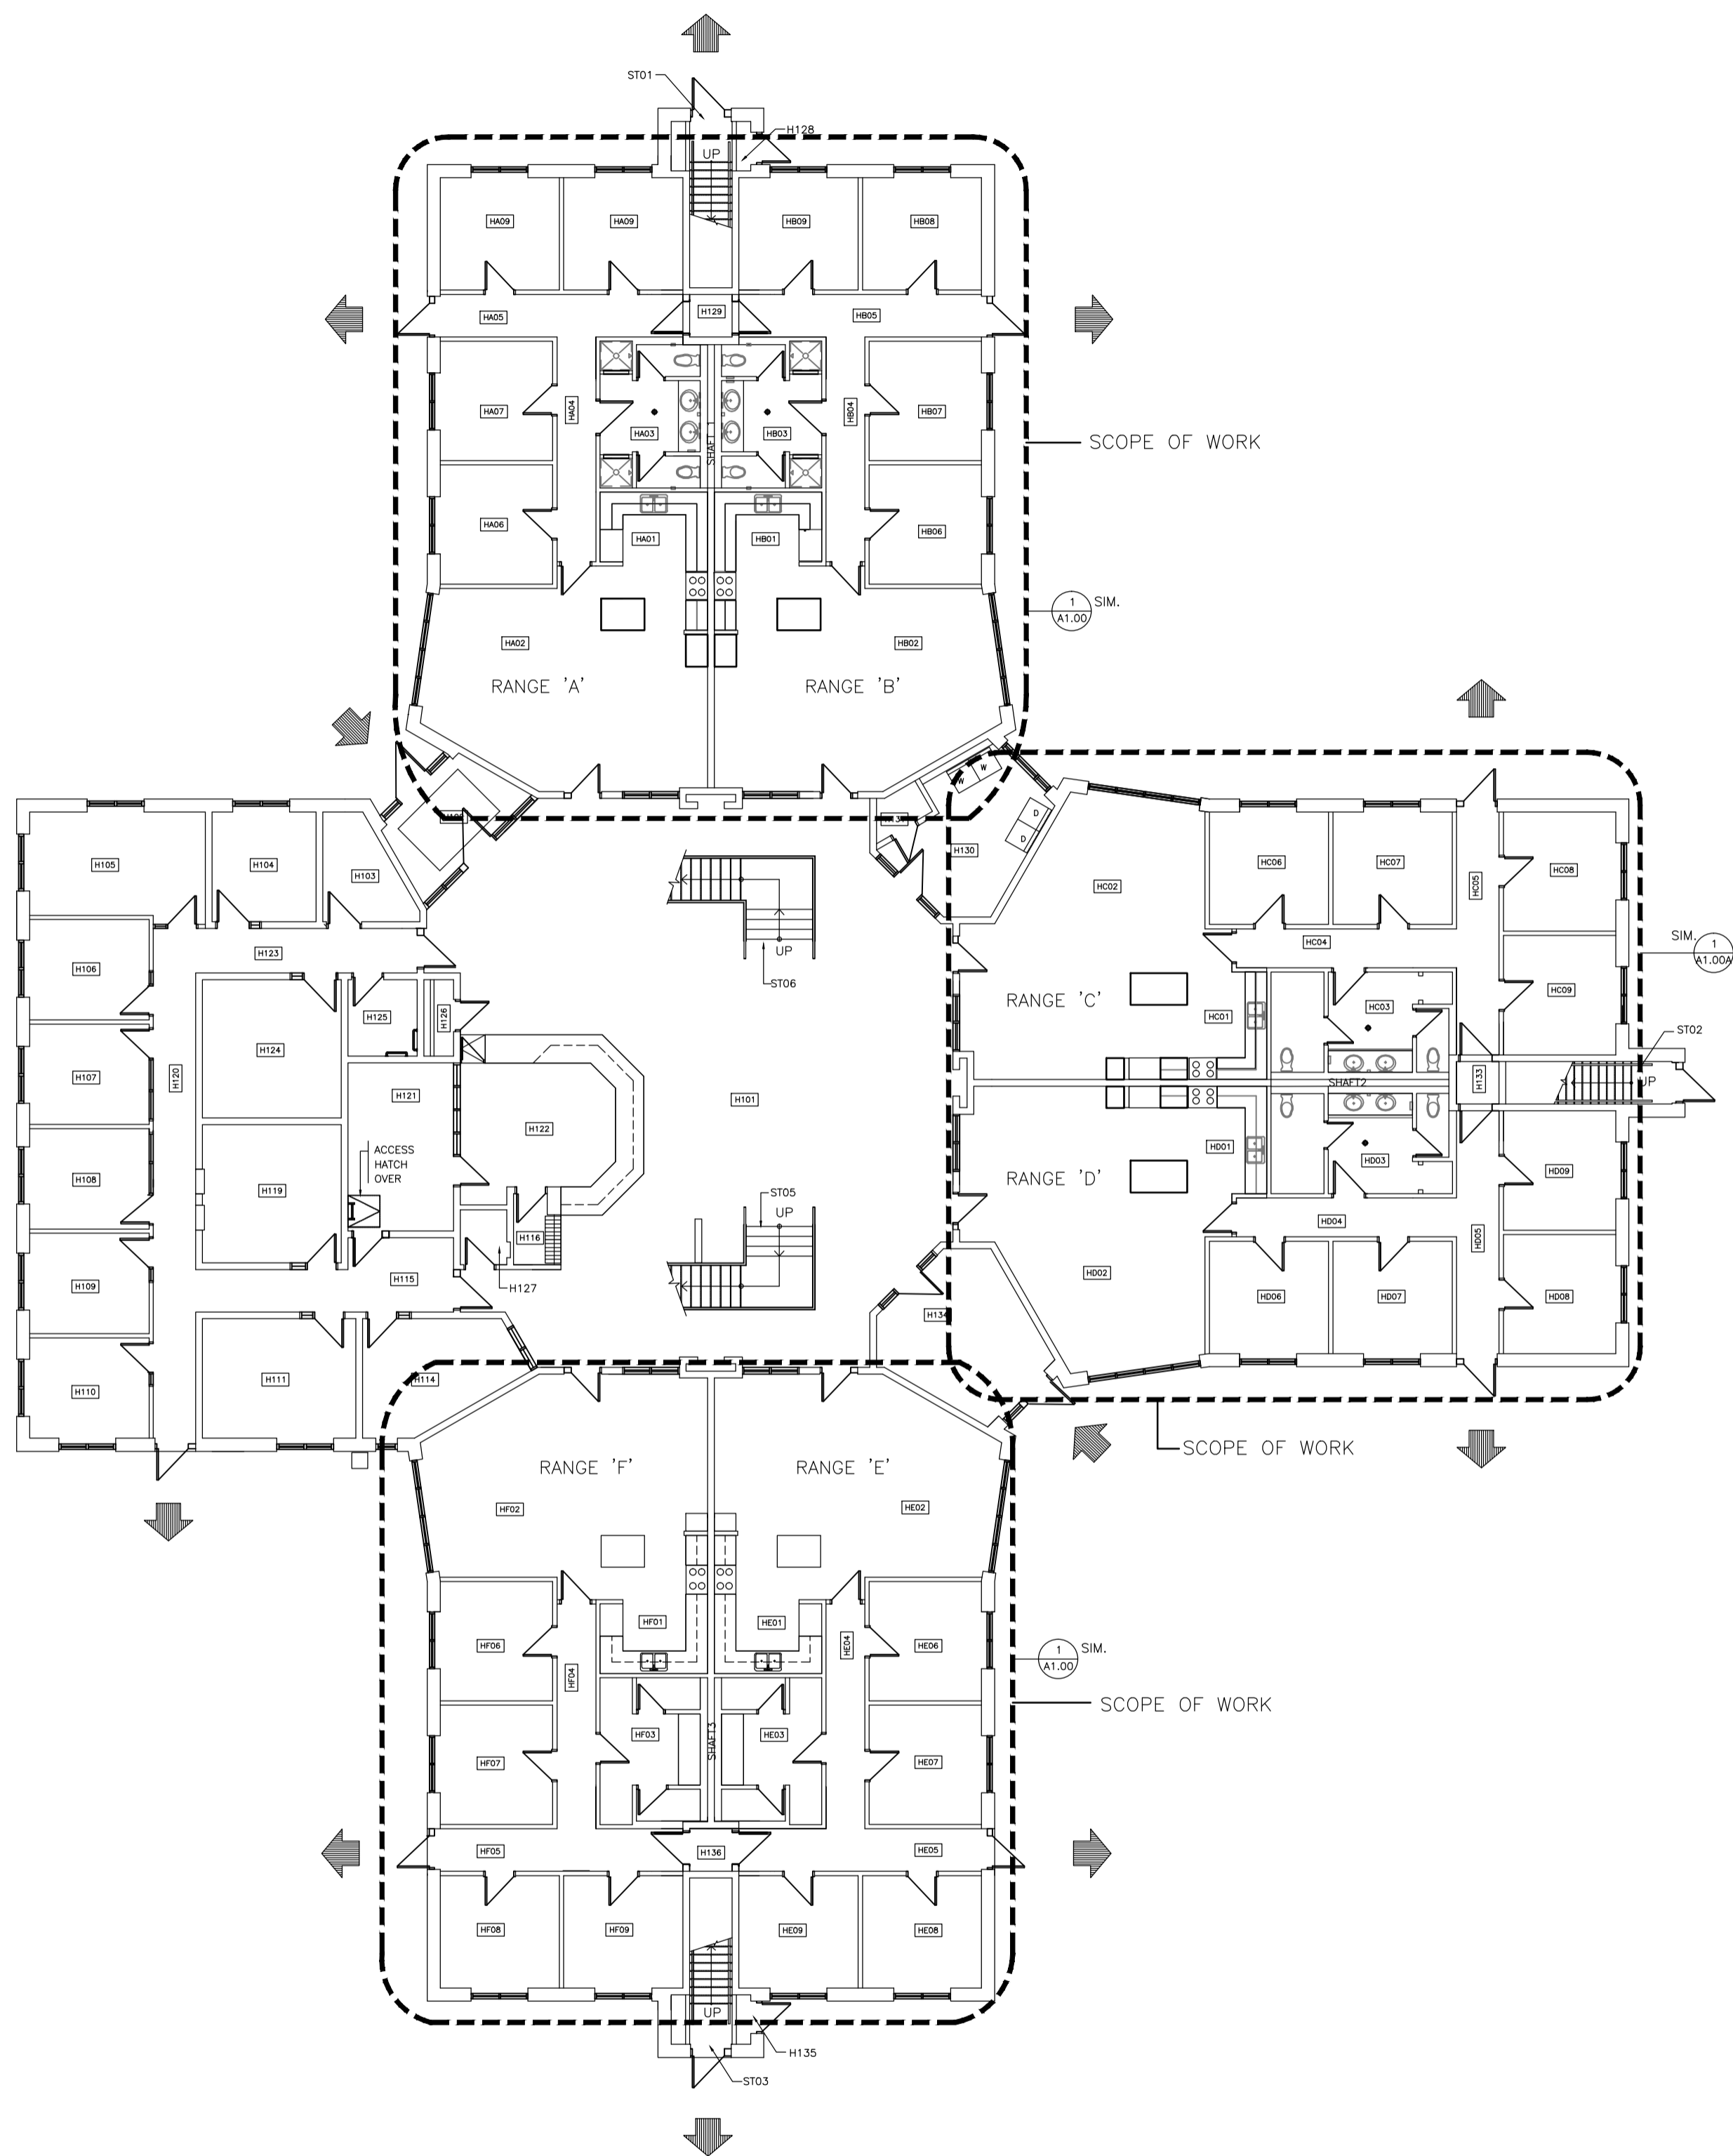 ST01
H128
UP
HA09
HA09
HB09
HB08
HA05
H129
HB05
HA07
HA04
HA03
SHAFT 1
HB03
HB04
HB07
SCOPE OF WORK
HA06
HA01
HB01
HB06
1
A1.00
SIM.
HA02
HB02
RANGE 'A'
RANGE 'B'
W
W
D
D
H130
H105
H104
H103
HC02
HC06
HC07
HC05
HC08
H123
UP
ST06
HC04
SIM.
1
A1.00A
H106
H125
H126
RANGE 'C'
HC01
HC03
HC09
H124
ST02
H107
H120
H121
H101
H122
SHAFT2
H133
UP
ACCESS
HATCH
OVER
H108
H119
HD01
HD03
HD09
RANGE 'D'
ST05
UP
H116
HD04
HD05
H109
H115
H127
HD02
HD06
HD07
HD08
H134
H110
H111
H114
SCOPE OF WORK
RANGE 'F'
RANGE 'E'
HF02
HE02
HF01
HE01
HF06
HF04
HE04
HE06
1
A1.00
SIM.
SCOPE OF WORK
HF07
HF03
SHAFT3
HE03
HE07
HF05
H136
HE05
HF08
HF09
HE09
HE08
UP
H135
ST03